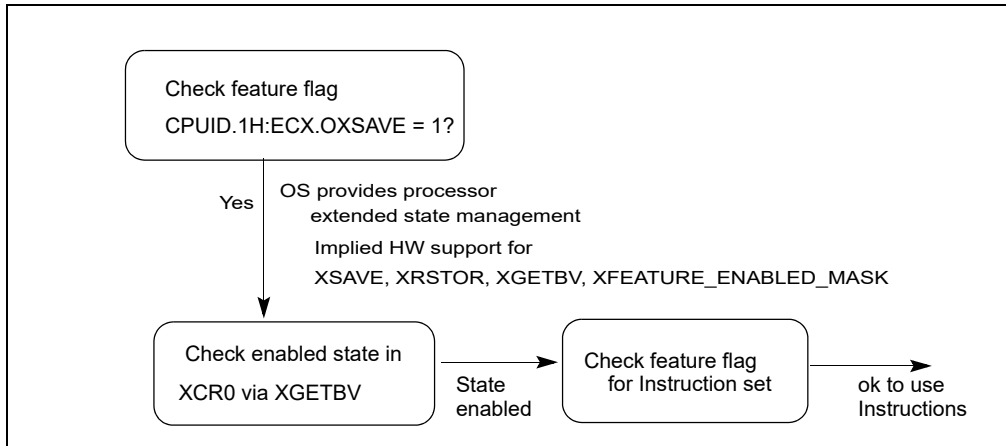 Check feature flag
CPUID.1H:ECX.OXSAVE = 1?
Yes
OS provides processor
extended state management
Implied HW support for
XSAVE, XRSTOR, XGETBV, XFEATURE_ENABLED_MASK
Check enabled state in
XCR0 via XGETBV
State
enabled
Check feature flag
for Instruction set
ok to use
Instructions